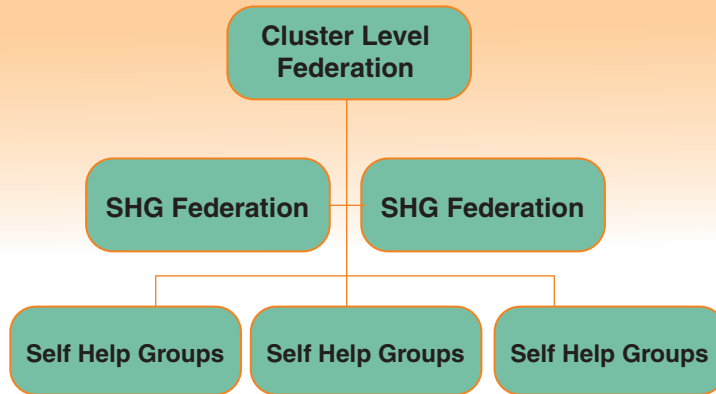 Cluster Level
Federation
SHG Federation
SHG Federation
Self Help Groups
Self Help Groups
Self Help Groups